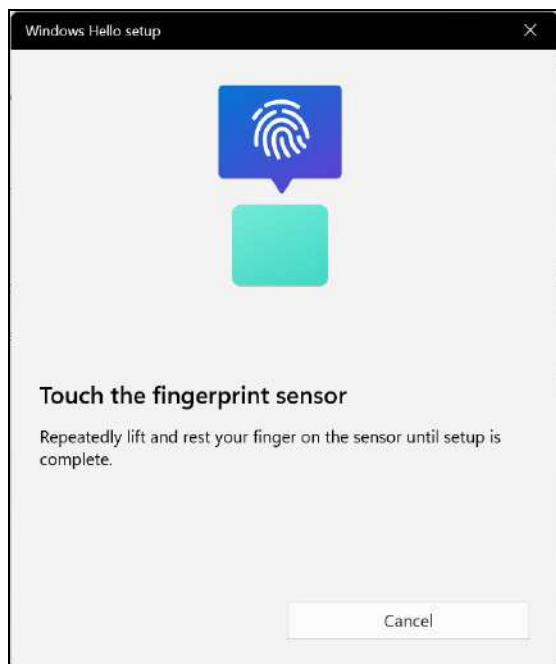 Windows Hello setup
Touch the fingerprint sensor
Repeatedly lift and rest your finger on the sensor until setup is
complete.
Cancel